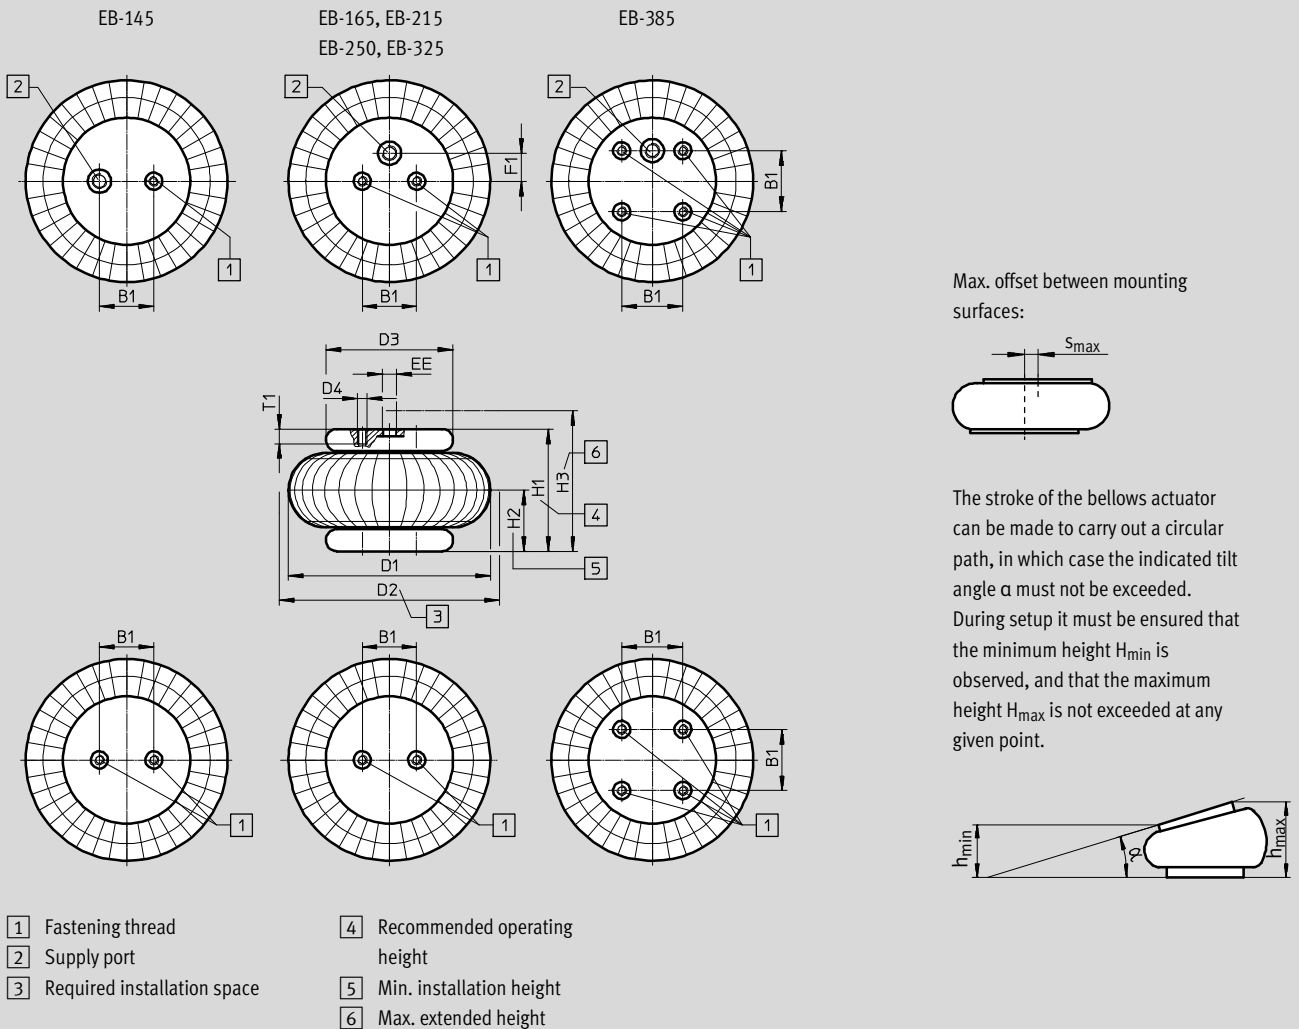 EB-145
EB-165, EB-215
EB-250, EB-325
EB-385
2
2
2
F1
B1
1
1
1
B1
B1
B1
D3
EE
D4
T1
6
H3
H1
4
H2
5
D1
D2
3
B1
B1
B1
B1
1
1
1
1 Fastening thread
2 Supply port
3 Required installation space
4 Recommended operating
height
5 Min. installation height
6 Max. extended height
Max. offset between mounting
surfaces:
smax
The stroke of the bellows actuator
can be made to carry out a circular
path, in which case the indicated tilt
angle α must not be exceeded.
During setup it must be ensured that
the minimum height Hmin is
observed, and that the maximum
height Hmax is not exceeded at any
given point.
hmin
α
hmax